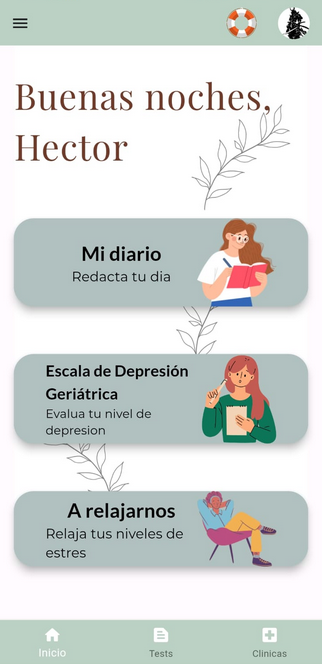 Buenas noches,
Hector
Mi diario
Redacta tu dia
Escala de Depresión
Geriátrica
Evalua tu nivel de
depresion
A relajarnos
Relaja tus niveles de
estres
Inicio
Tests
Clinicas